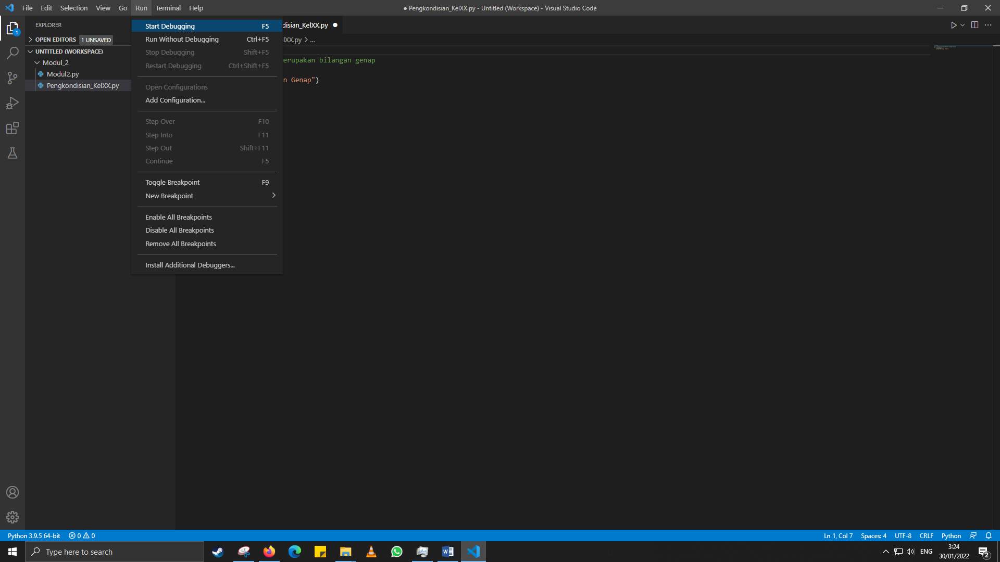 File Edit Selection View Go Run Terminal Help
● Pengkondisian_KelXX.py - Untitled (Workspace) - Visual Studio Code
EXPLORER
OPEN EDITORS 1 UNSAVED
UNTITLED (WORKSPACE)
Modul_2
Modul2.py
Pengkondisian_KelXX.py
1
Start Debugging F5
Run Without Debugging Ctrl+F5
Stop Debugging Shift+F5
Restart Debugging Ctrl+Shift+F5
Open Configurations
Add Configuration...
Step Over F10
Step Into F11
Step Out Shift+F11
Continue F5
Toggle Breakpoint F9
New Breakpoint
Enable All Breakpoints
Disable All Breakpoints
Remove All Breakpoints
Install Additional Debuggers...
disian_KelXX.py
lXX.py > ...
erupakan bilangan genap
n Genap")
Python 3.9.5 64-bit 0 0
Ln 1, Col 7 Spaces: 4 UTF-8 CRLF Python
Type here to search
ENG
3:24
30/01/2022
2